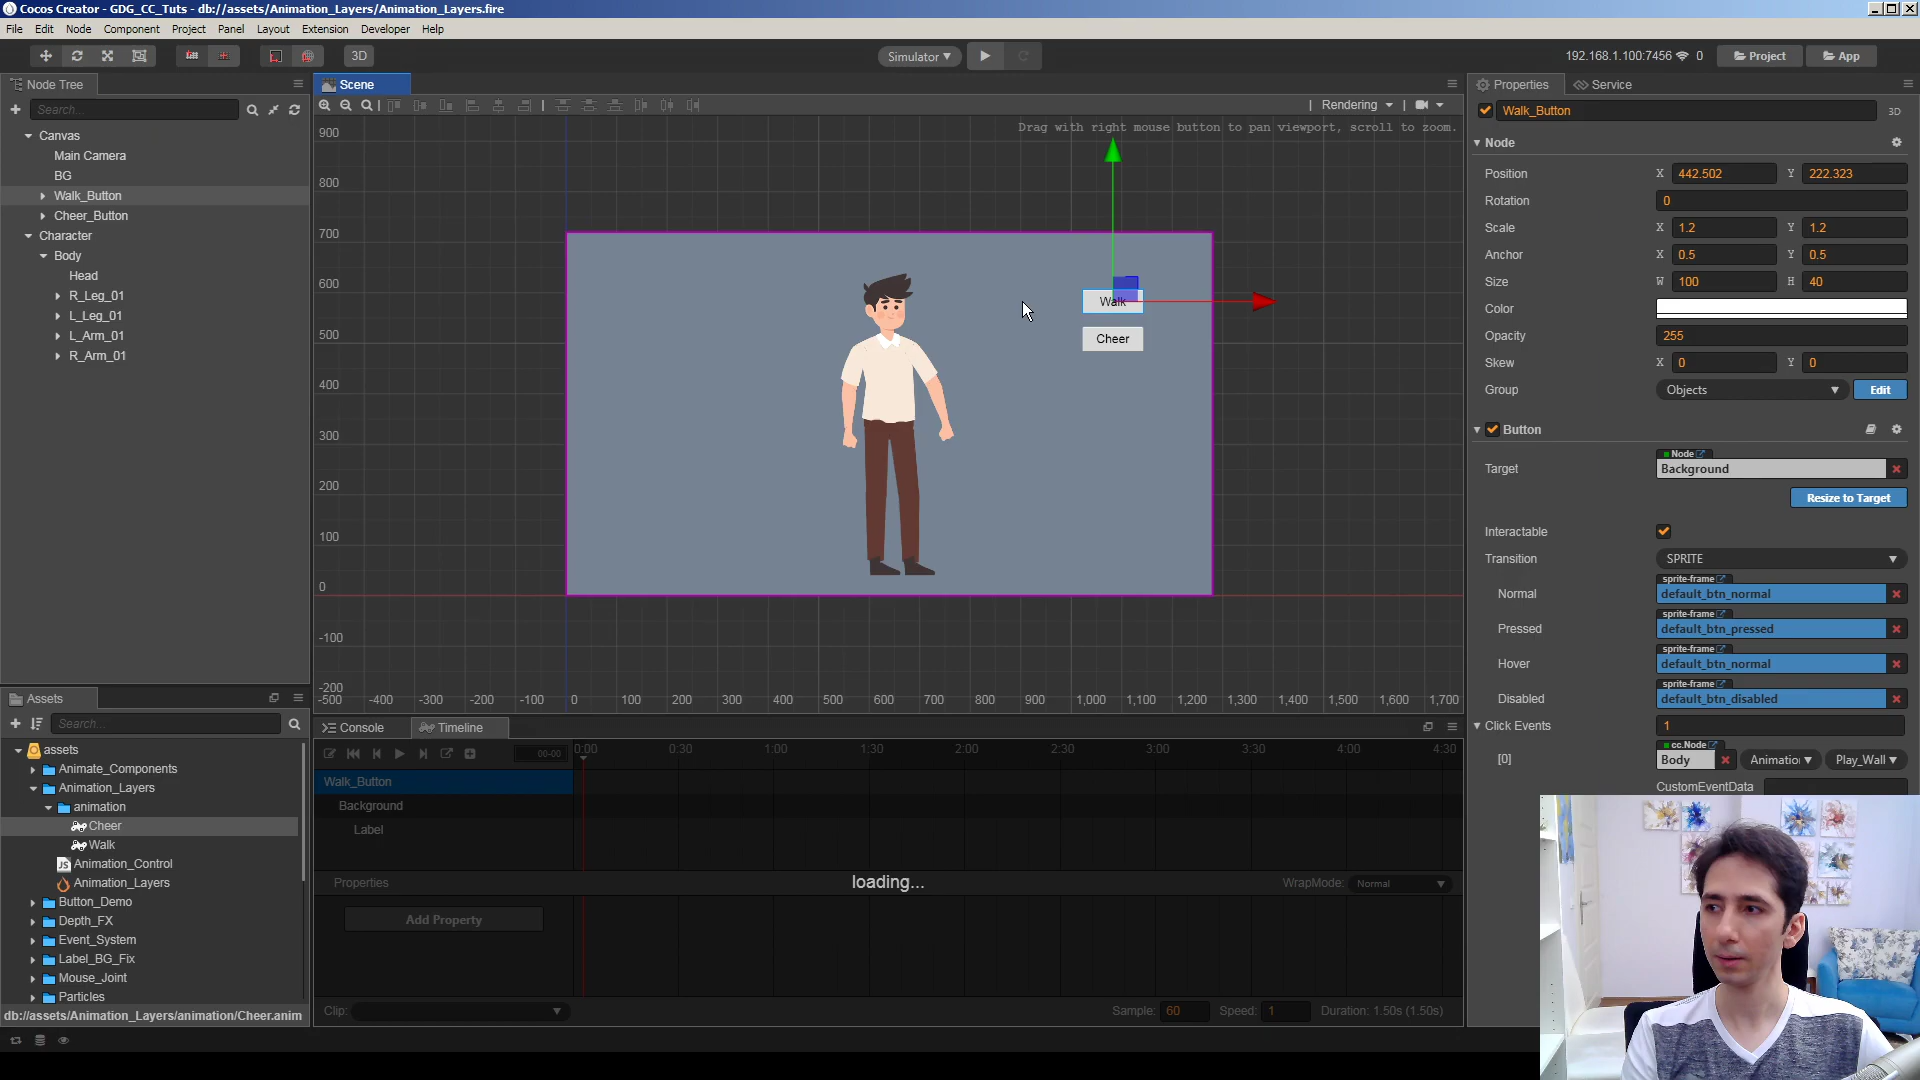 Cocos Creator - GDG_CC_Tuts - db://assets/Animation_Layers/Animation_Layers.fire
File Edit Node Component Project Panel Layout Extension Developer Help
3D Simulator 192.168.1.100:7456 0 Project App
Node Tree
Search...
Canvas
Main Camera
BG
Walk_Button
Cheer_Button
Character
Body
Head
R_Leg_01
L_Leg_01
L_Arm_01
R_Arm_01
Scene
Rendering
Drag with right mouse button to pan viewport, scroll to zoom.
900
800
700
600
500
400
300
200
100
0
-100
-200
-500 -400 -300 -200 -100 0 100 200 300 400 500 600 700 800 900 1,000 1,100 1,200 1,300 1,400 1,500 1,600 1,700
Walk
Cheer
Assets
Search...
assets
Animate_Components
Animation_Layers
animation
Cheer
Walk
JS Animation_Control
Animation_Layers
Button_Demo
Depth_FX
Event_System
Label_BG_Fix
Mouse_Joint
Particles
db://assets/Animation_Layers/animation/Cheer.anim
Console Timeline
00-00 0:00 0:30 1:00 1:30 2:00 2:30 3:00 3:30 4:00 4:30
Walk_Button
Background
Label
Properties loading... WrapMode: Normal
Add Property
Clip: Sample: 60 Speed: 1 Duration: 1.50s (1.50s)
Properties Service
Walk_Button 3D
Node
Position X 442.502 Y 222.323
Rotation 0
Scale X 1.2 Y 1.2
Anchor X 0.5 Y 0.5
Size W 100 H 40
Color
Opacity 255
Skew X 0 Y 0
Group Objects Edit
Button
Node
Target Background
Resize to Target
Interactable
Transition SPRITE
sprite-frame
Normal default_btn_normal
sprite-frame
Pressed default_btn_pressed
sprite-frame
Hover default_btn_normal
sprite-frame
Disabled default_btn_disabled
Click Events 1
cc.Node
[0] Body Animation Play_Wall
CustomEventData